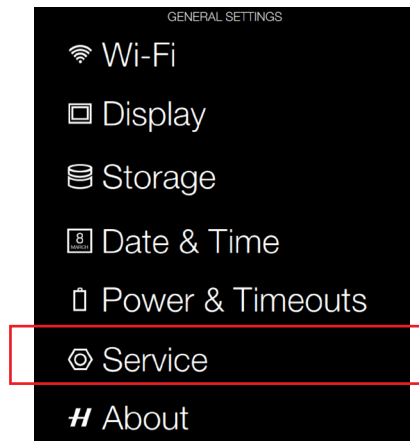 GENERAL SETTINGS
Wi-Fi
Display
Storage
8
MARCH
Date & Time
Power & Timeouts
Service
H About